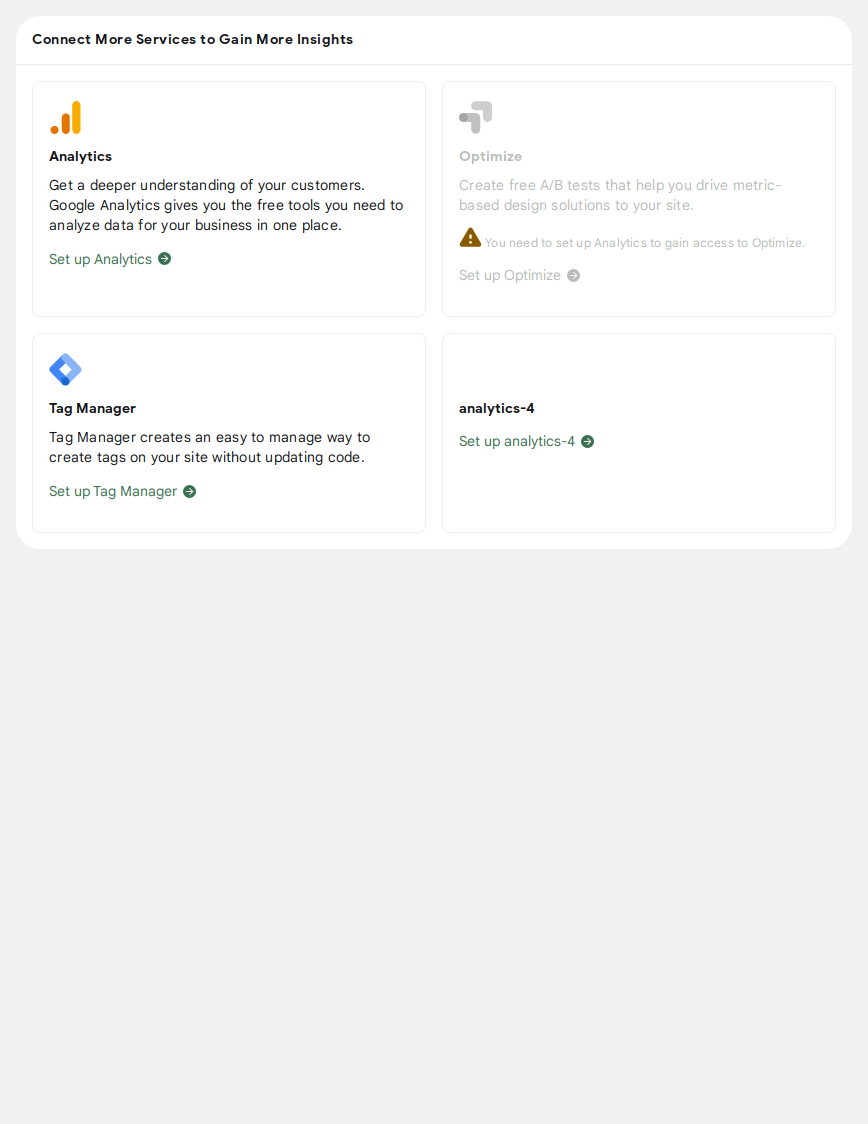 Connect More Services to Gain More Insights
Analytics
Get a deeper understanding of your customers.
Google Analytics gives you the free tools you need to
analyze data for your business in one place.
Set up Analytics
Optimize
Create free A/B tests that help you drive metric-
based design solutions to your site.
You need to set up Analytics to gain access to Optimize.
Set up Optimize
Tag Manager
Tag Manager creates an easy to manage way to
create tags on your site without updating code.
Set up Tag Manager
analytics-4
Set up analytics-4